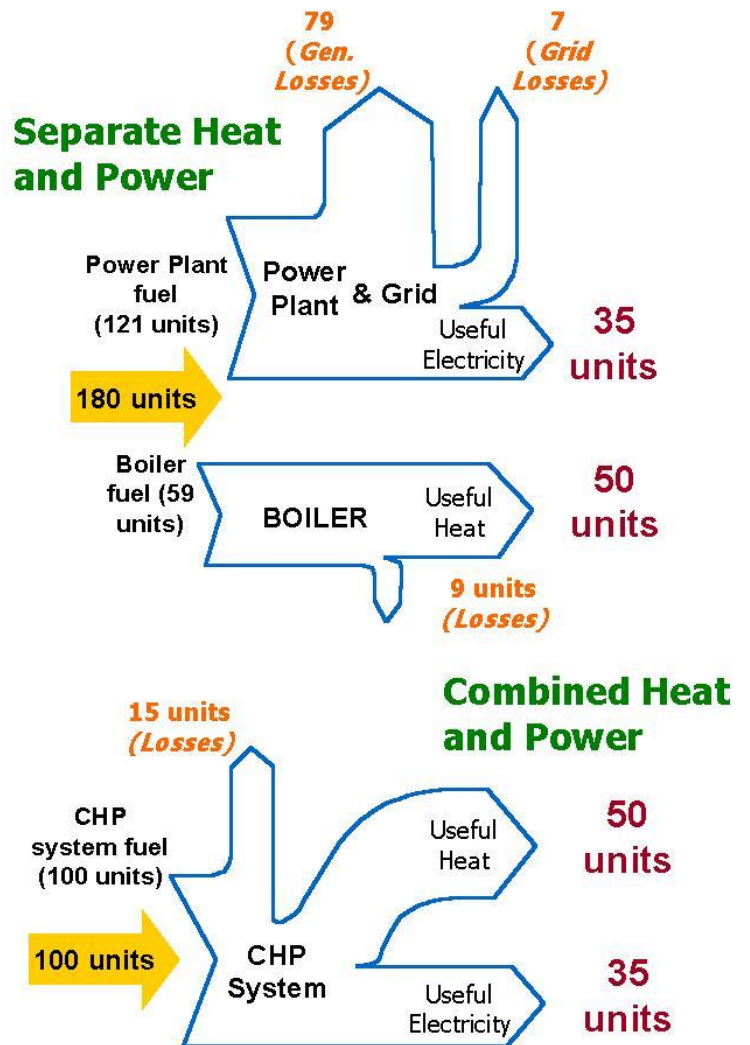 79
(Gen.
Losses)
7
(Grid
Losses)
Separate Heat
and Power
Power Plant
fuel
(121 units)
Power
Plant
& Grid
Useful
Electricity
35
units
180 units
Boiler
fuel (59
units)
BOILER
Useful
Heat
50
units
9 units
(Losses)
Combined Heat
and Power
15 units
(Losses)
CHP
system fuel
(100 units)
Useful
Heat
50
units
100 units
CHP
System
Useful
Electricity
35
units